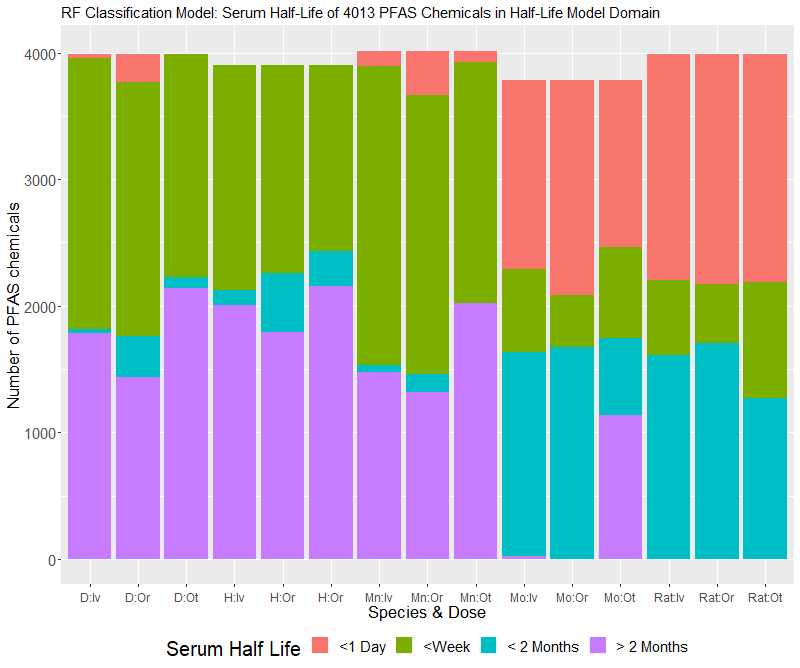 RF Classification Model: Serum Half-Life of 4013 PFAS Chemicals in Half-Life Model Domain
Number of PFAS chemicals
4000
3000
2000
1000
0
D:Iv D:Or D:Ot H:Iv H:Or H:Or Mn:Iv Mn:Or Mn:Ot Mo:Iv Mo:Or Mo:Ot Rat:Iv Rat:Or Rat:Ot
Species & Dose
Serum Half Life <1 Day <Week < 2 Months > 2 Months